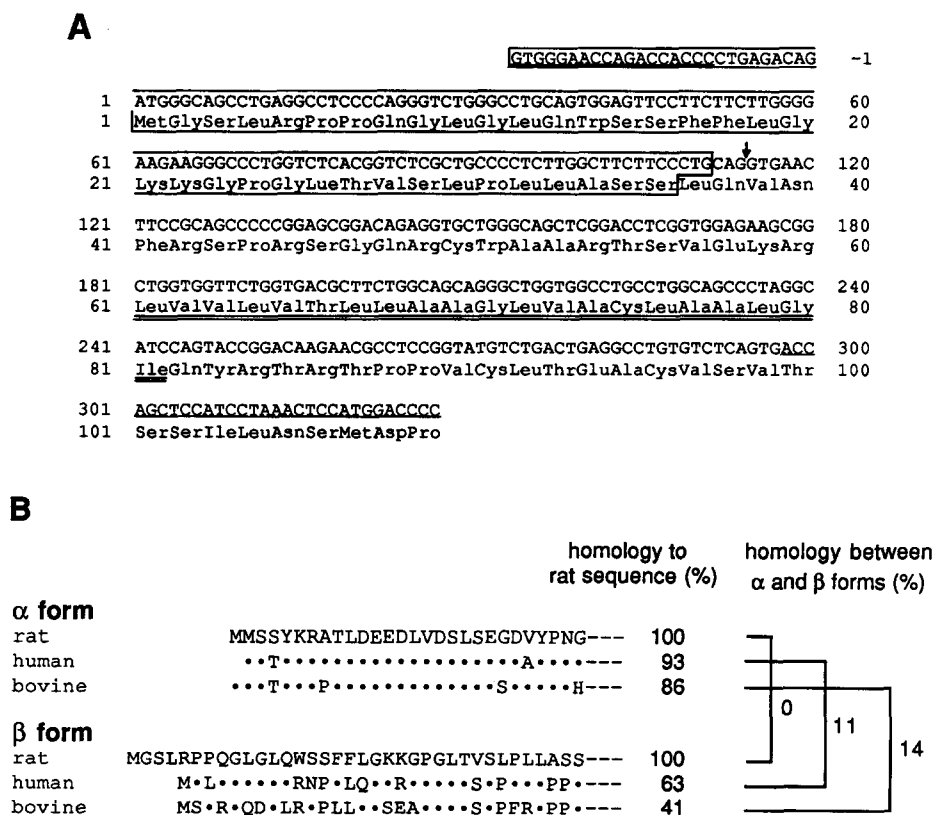 A
GTGGGAACCAGACCACCCCTGAGACAG -1
1 ATGGGCAGCCTGAGGCCTCCCCAGGGTCTGGGCCTGCAGTGGAGTTCCTTCTTCTTGGGG 60
1 MetGlySerLeuArgProProGlnGlyLeuGlyLeuGlnTrpSerSerPhePheLeuGly 20
61 AAGAAGGGCCCTGGTCTCACGGTCTCGCTGCCCCTCTTGGCTTCTTCCCTGCAGGTGAAC 120
21 LysLysGlyProGlyLueThrValSerLeuProLeuLeuAlaSerSerLeuGlnValAsn 40
121 TTCCGCAGCCCCCGGAGCGGACAGAGGTGCTGGGCAGCTCGGACCTCGGTGGAGAAGCGG 180
41 PheArgSerProArgSerGlyGlnArgCysTrpAlaAlaArgThrSerValGluLysArg 60
181 CTGGTGGTTCTGGTGACGCTTCTGGCAGCAGGGCTGGTGGCCTGCCTGGCAGCCCTAGGC 240
61 LeuValValLeuValThrLeuLeuAlaAlaGlyLeuValAlaCysLeuAlaAlaLeuGly 80
241 ATCCAGTACCGGACAAGAACGCCTCCGGTATGTCTGACTGAGGCCTGTGTCTCAGTGACC 300
81 IleGlnTyrArgThrArgThrProProValCysLeuThrGluAlaCysValSerValThr 100
301 AGCTCCATCCTAAACTCCATGGACCCC
101 SerSerIleLeuAsnSerMetAspPro
B
homology to rat sequence (%)
homology between α and β forms (%)
α form
rat MMSSYKRATLDEEDLVDSLSEGDVYPNG--- 100
human ••T•••••••••••••••••••A••••--- 93
bovine •••T•••P•••••••••••••S•••••H--- 86
0
11
14
β form
rat MGSLRPPQGLGLQWSSFFLGKKGPGLTVSLPLLASS--- 100
human M•L••••••RNP•LQ••R•••••S•P•••PP•--- 63
bovine MS•R•QD•LR•PLL••SEA••••S•PFR•PP•--- 41